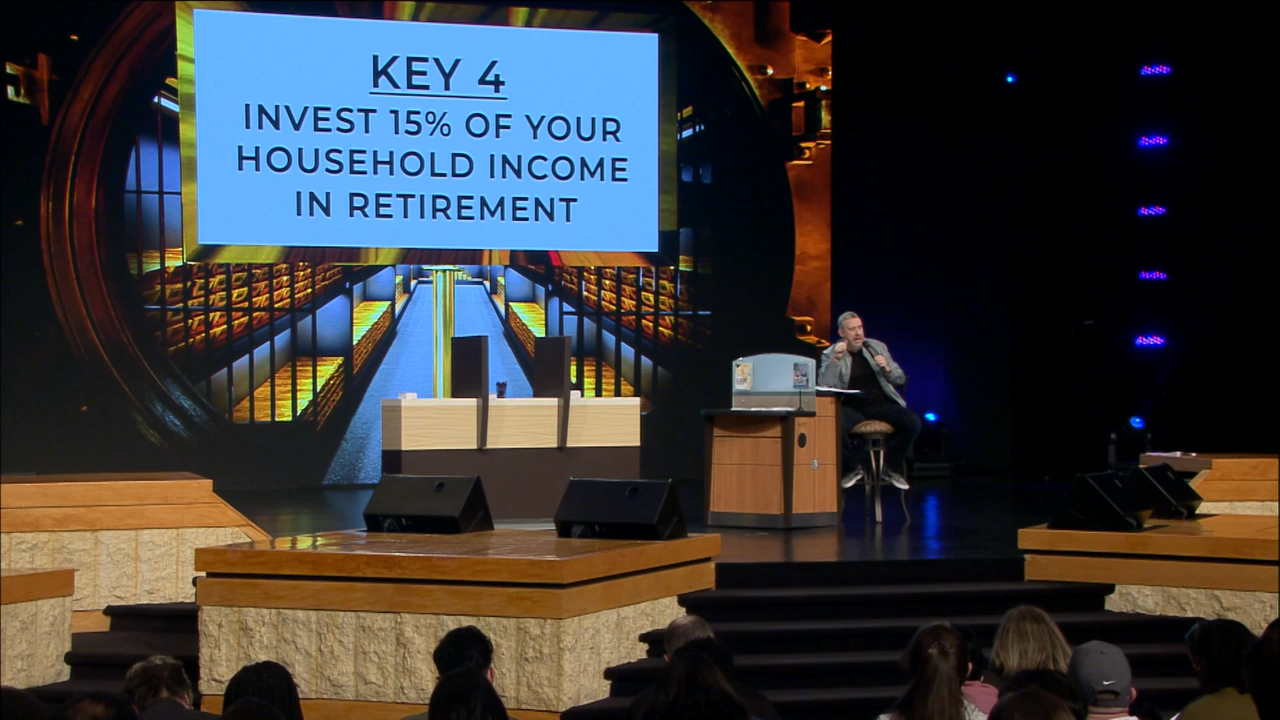 KEY 4
INVEST 15% OF YOUR
HOUSEHOLD INCOME
IN RETIREMENT